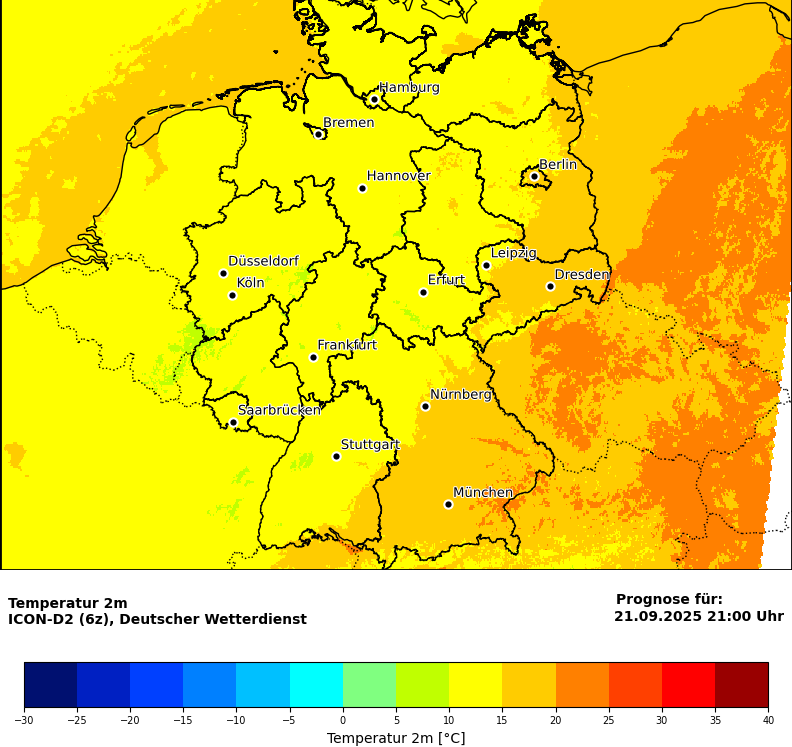 Hamburg
Bremen
Berlin
Hannover
Düsseldorf
Köln
Leipzig
Erfurt
Dresden
Frankfurt
Nürnberg
Saarbrücken
Stuttgart
München
Temperatur 2m
ICON-D2 (6z), Deutscher Wetterdienst
Prognose für:
21.09.2025 21:00 Uhr
−30 −25 −20 −15 −10 −5 0 5 10 15 20 25 30 35 40
Temperatur 2m [°C]